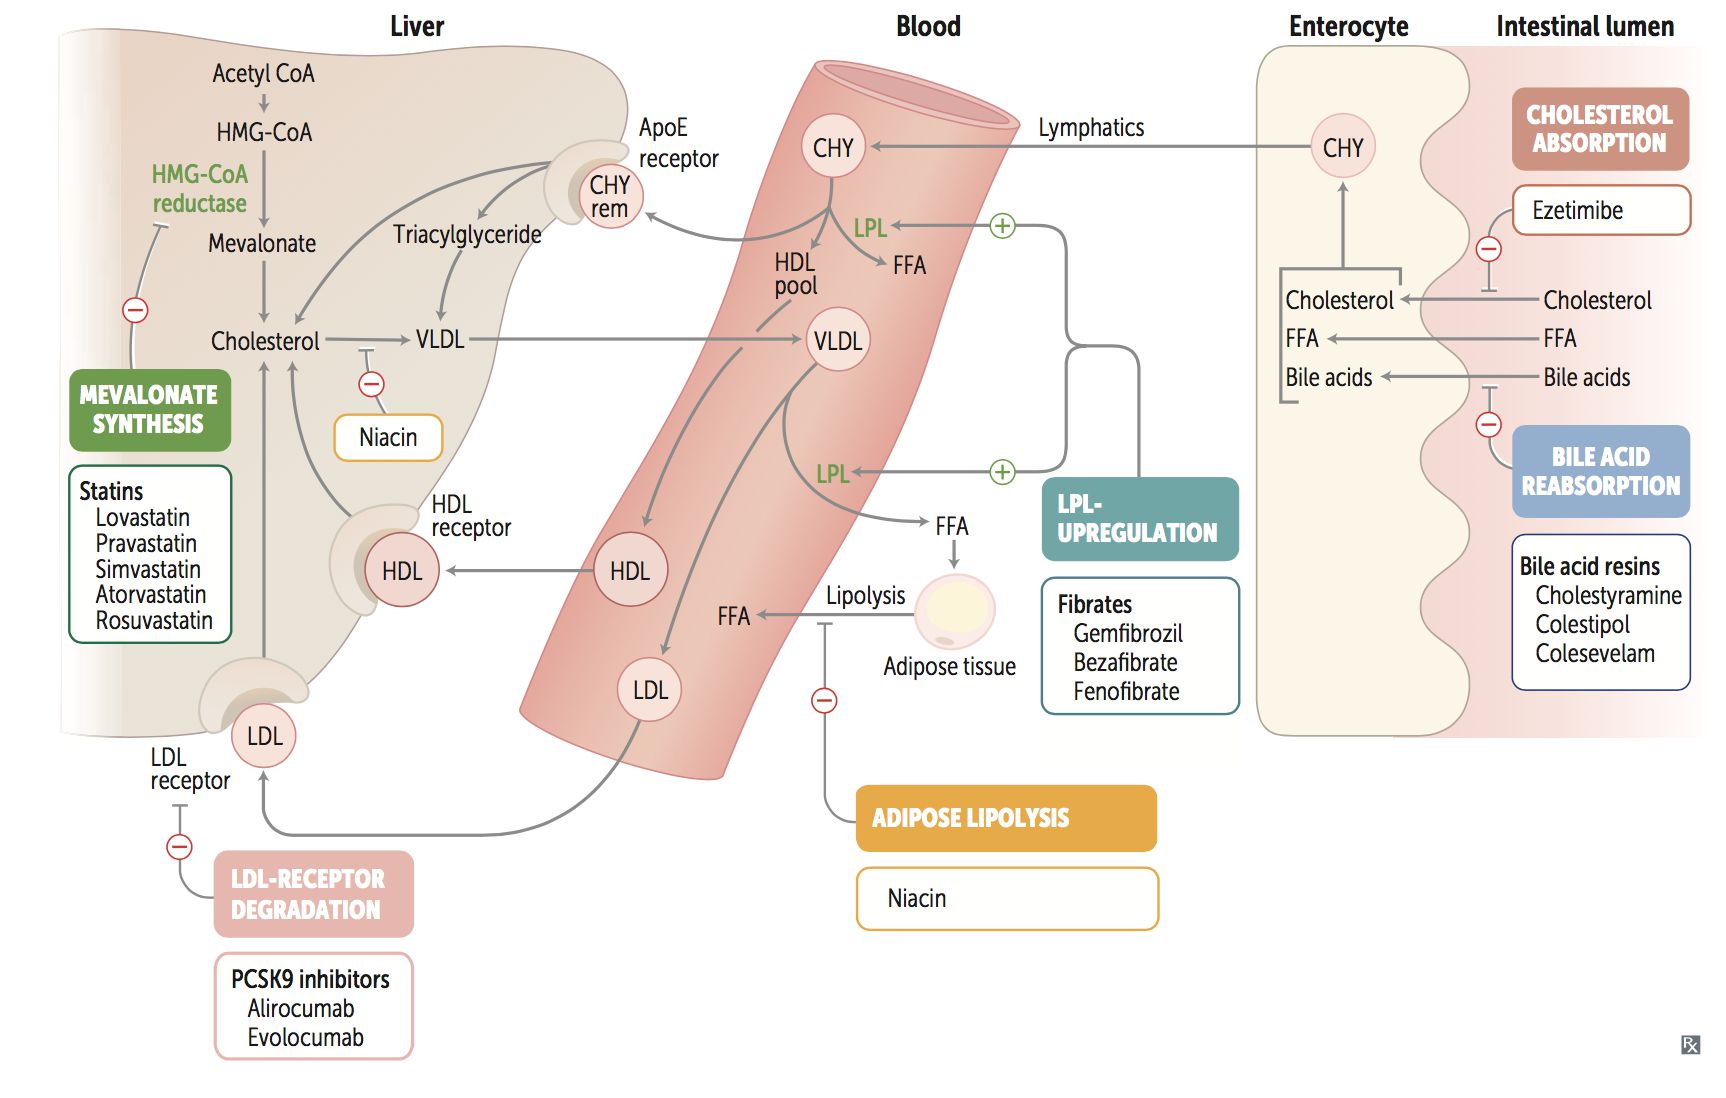 Liver
Blood
Enterocyte
Intestinal lumen
Acetyl CoA
HMG-CoA
HMG-CoA
reductase
Mevalonate
Cholesterol
Triacylglyceride
VLDL
ApoE
receptor
CHY
rem
MEVALONATE
SYNTHESIS
Statins
Lovastatin
Pravastatin
Simvastatin
Atorvastatin
Rosuvastatin
Niacin
HDL
receptor
HDL
LDL
LDL
receptor
LDL-RECEPTOR
DEGRADATION
PCSK9 inhibitors
Alirocumab
Evolocumab
CHY
Lymphatics
LPL
HDL
pool
FFA
VLDL
LPL
FFA
HDL
Lipolysis
FFA
Adipose tissue
LDL
ADIPOSE LIPOLYSIS
Niacin
LPL-
UPREGULATION
Fibrates
Gemfibrozil
Bezafibrate
Fenofibrate
CHY
Cholesterol
FFA
Bile acids
CHOLESTEROL
ABSORPTION
Ezetimibe
Cholesterol
FFA
Bile acids
BILE ACID
REABSORPTION
Bile acid resins
Cholestyramine
Colestipol
Colesevelam
Rx